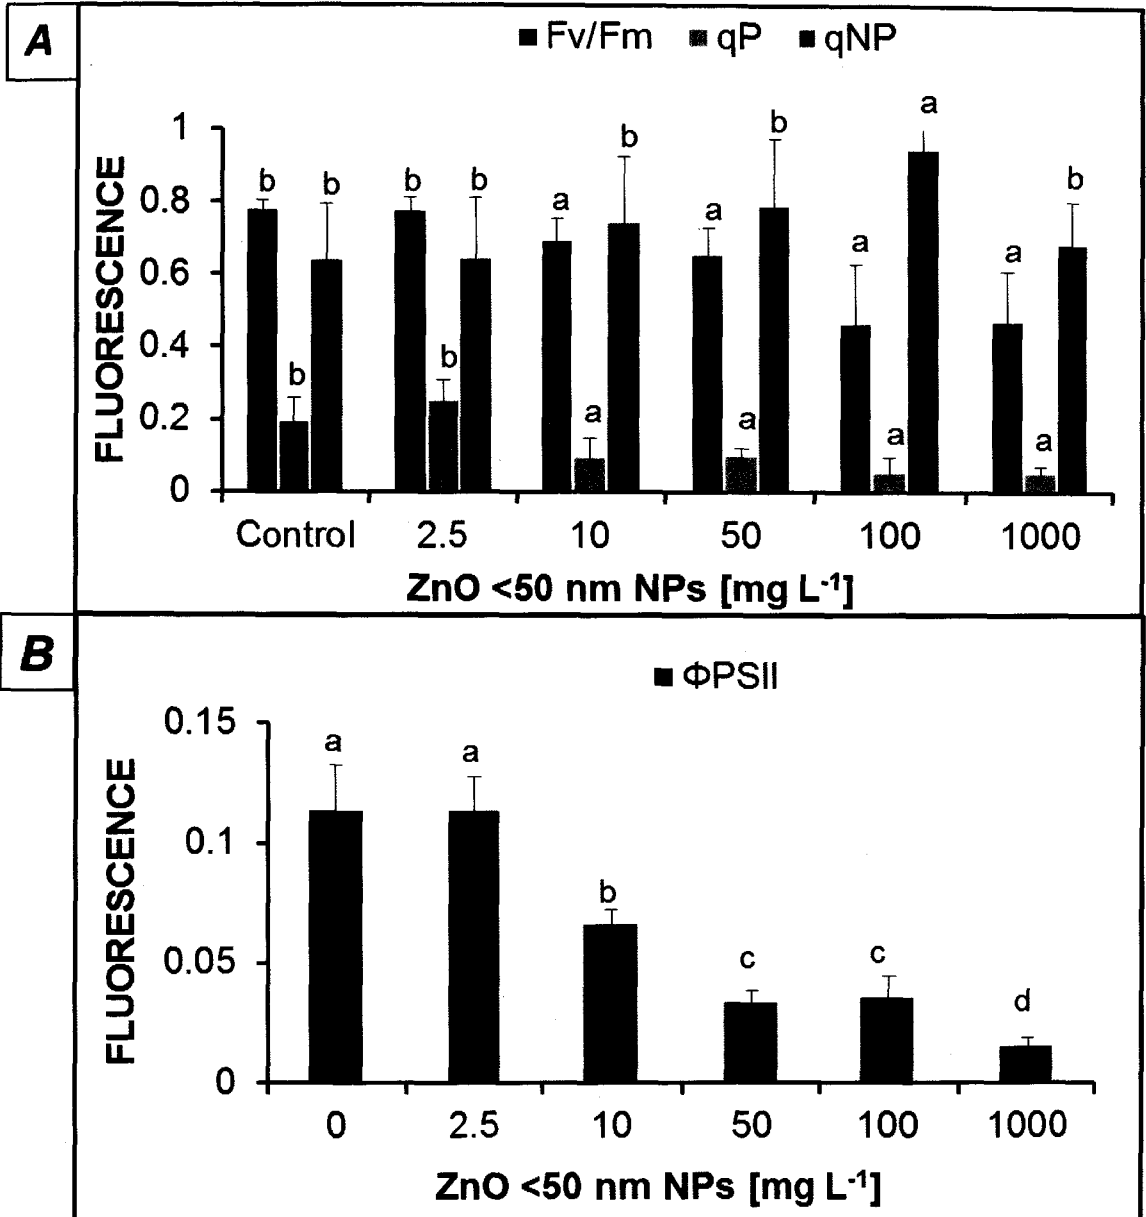 A
■ Fv/Fm ■ qP ■ qNP
FLUORESCENCE
1
0.8
0.6
0.4
0.2
0
b b b
b b b
a a b
a a b
a a a
a a b
Control 2.5 10 50 100 1000
ZnO <50 nm NPs [mg L⁻¹]
B
■ ΦPSII
FLUORESCENCE
0.15
0.1
0.05
0
a a b c c d
0 2.5 10 50 100 1000
ZnO <50 nm NPs [mg L⁻¹]